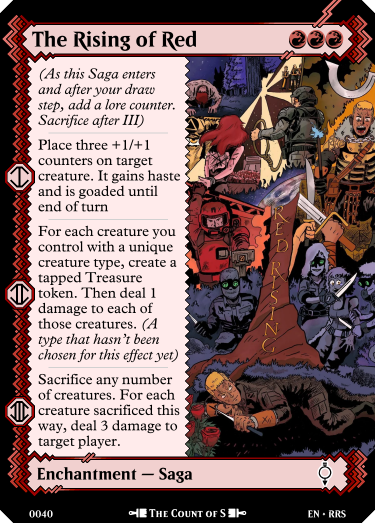 The Rising of Red
(As this Saga enters
and after your draw
step, add a lore counter.
Sacrifice after III)
Place three +1/+1
counters on target
creature. It gains haste
and is goaded until
end of turn
I
For each creature you
control with a unique
creature type, create a
tapped Treasure
token. Then deal 1
damage to each of
those creatures. (A
type that hasn't been
chosen for this effect yet)
II
Sacrifice any number
of creatures. For each
creature sacrificed this
way, deal 3 damage to
target player.
III
RED RISING
Enchantment — Saga
0040
The Count of S
EN • RRS